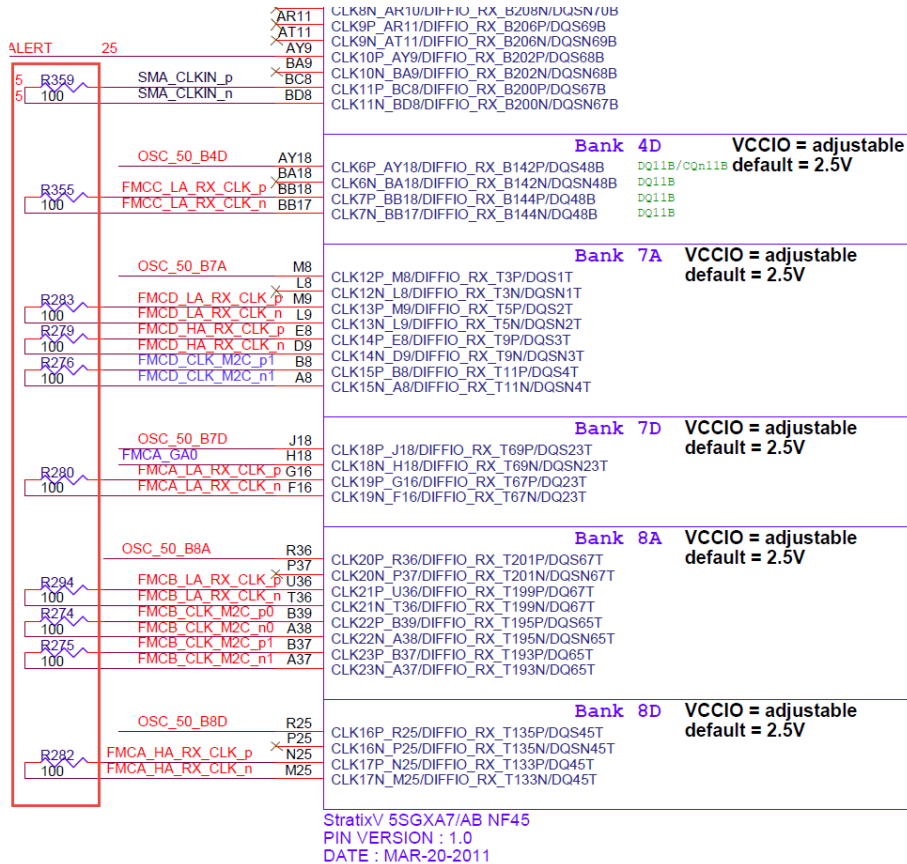 AR11 CLK8N_AR10/DIFFIO_RX_B208N/DQSN70B
AT11 CLK9P_AR11/DIFFIO_RX_B206P/DQS69B
ALERT 25 AY9 CLK9N_AT11/DIFFIO_RX_B206N/DQSN69B
CLK10P_AY9/DIFFIO_RX_B202P/DQS68B
BA9 CLK10N_BA9/DIFFIO_RX_B202N/DQSN68B
5 R359 SMA_CLKIN_p BC8 CLK11P_BC8/DIFFIO_RX_B200P/DQS67B
5 100 SMA_CLKIN_n BD8 CLK11N_BD8/DIFFIO_RX_B200N/DQSN67B
Bank 4D VCCIO = adjustable
default = 2.5V
OSC_50_B4D AY18 CLK6P_AY18/DIFFIO_RX_B142P/DQS48B DQ11B/CQn11B
BA18 CLK6N_BA18/DIFFIO_RX_B142N/DQSN48B DQ11B
R355 FMCC_LA_RX_CLK_p BB18 CLK7P_BB18/DIFFIO_RX_B144P/DQ48B DQ11B
100 FMCC_LA_RX_CLK_n BB17 CLK7N_BB17/DIFFIO_RX_B144N/DQ48B DQ11B
Bank 7A VCCIO = adjustable
default = 2.5V
OSC_50_B7A M8 CLK12P_M8/DIFFIO_RX_T3P/DQS1T
L8 CLK12N_L8/DIFFIO_RX_T3N/DQSN1T
R283 FMCD_LA_RX_CLK_p M9 CLK13P_M9/DIFFIO_RX_T5P/DQS2T
100 FMCD_LA_RX_CLK_n L9 CLK13N_L9/DIFFIO_RX_T5N/DQSN2T
R279 FMCD_HA_RX_CLK_p E8 CLK14P_E8/DIFFIO_RX_T9P/DQS3T
100 FMCD_HA_RX_CLK_n D9 CLK14N_D9/DIFFIO_RX_T9N/DQSN3T
R276 FMCD_CLK_M2C_p1 B8 CLK15P_B8/DIFFIO_RX_T11P/DQS4T
100 FMCD_CLK_M2C_n1 A8 CLK15N_A8/DIFFIO_RX_T11N/DQSN4T
Bank 7D VCCIO = adjustable
default = 2.5V
OSC_50_B7D J18 CLK18P_J18/DIFFIO_RX_T69P/DQS23T
FMCA_GA0 H18 CLK18N_H18/DIFFIO_RX_T69N/DQSN23T
R280 FMCA_LA_RX_CLK_p G16 CLK19P_G16/DIFFIO_RX_T67P/DQ23T
100 FMCA_LA_RX_CLK_n F16 CLK19N_F16/DIFFIO_RX_T67N/DQ23T
Bank 8A VCCIO = adjustable
default = 2.5V
OSC_50_B8A R36 CLK20P_R36/DIFFIO_RX_T201P/DQS67T
P37 CLK20N_P37/DIFFIO_RX_T201N/DQSN67T
R294 FMCB_LA_RX_CLK_p U36 CLK21P_U36/DIFFIO_RX_T199P/DQ67T
100 FMCB_LA_RX_CLK_n T36 CLK21N_T36/DIFFIO_RX_T199N/DQ67T
R274 FMCB_CLK_M2C_p0 B39 CLK22P_B39/DIFFIO_RX_T195P/DQS65T
100 FMCB_CLK_M2C_n0 A38 CLK22N_A38/DIFFIO_RX_T195N/DQSN65T
R275 FMCB_CLK_M2C_p1 B37 CLK23P_B37/DIFFIO_RX_T193P/DQ65T
100 FMCB_CLK_M2C_n1 A37 CLK23N_A37/DIFFIO_RX_T193N/DQ65T
Bank 8D VCCIO = adjustable
default = 2.5V
OSC_50_B8D R25 CLK16P_R25/DIFFIO_RX_T135P/DQS45T
P25 CLK16N_P25/DIFFIO_RX_T135N/DQSN45T
R282 FMCA_HA_RX_CLK_p N25 CLK17P_N25/DIFFIO_RX_T133P/DQ45T
100 FMCA_HA_RX_CLK_n M25 CLK17N_M25/DIFFIO_RX_T133N/DQ45T
StratixV 5SGXA7/AB NF45
PIN VERSION : 1.0
DATE : MAR-20-2011